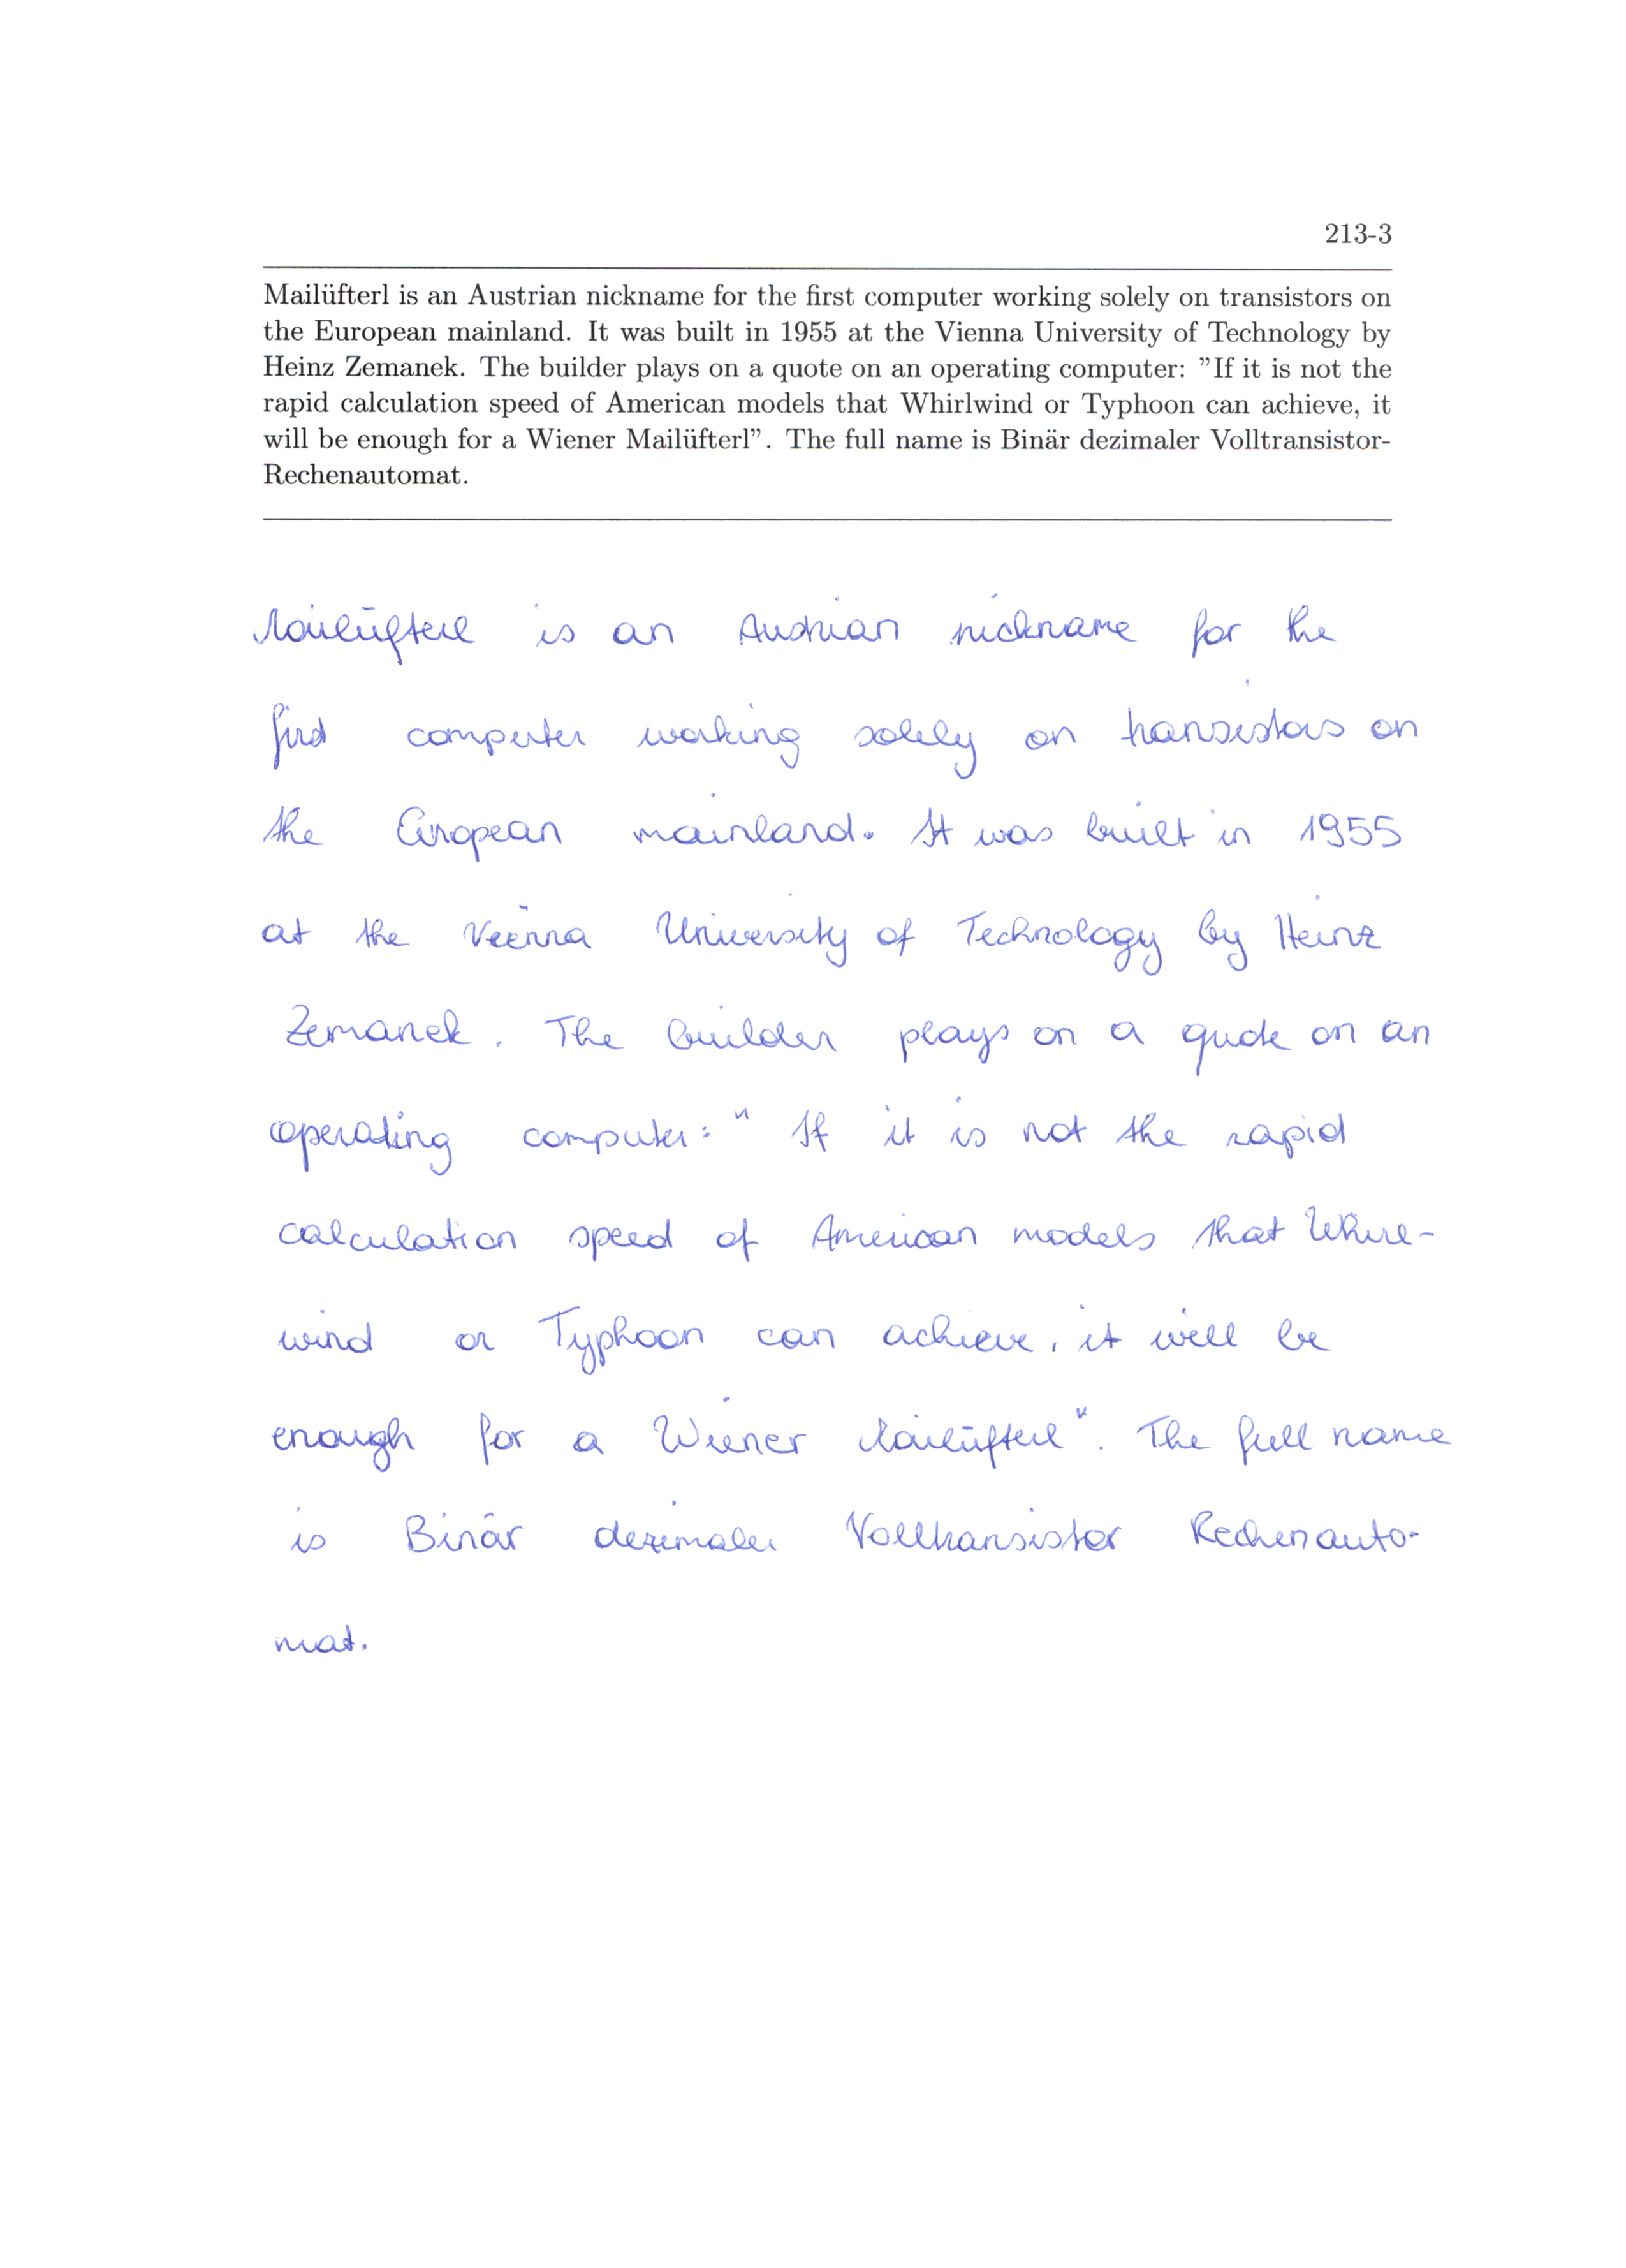 213-3
Mailüfterl is an Austrian nickname for the first computer working solely on transistors on
the European mainland. It was built in 1955 at the Vienna University of Technology by
Heinz Zemanek. The builder plays on a quote on an operating computer: ”If it is not the
rapid calculation speed of American models that Whirlwind or Typhoon can achieve, it
will be enough for a Wiener Mailüfterl”. The full name is Binär dezimaler Volltransistor-
Rechenautomat.
Mailüfterl is an Austrian nickname for the
first computer working solely on transistors on
the European mainland. It was built in 1955
at the Vienna University of Technology by Heinz
Zemanek. The builder plays on a quote on an
operating computer: " If it is not the rapid
calculation speed of American models that Whirl-
wind or Typhoon can achieve, it will be
enough for a Wiener Mailüfterl". The full name
is Binär dezimaler Volltransistor Rechenauto-
mat.